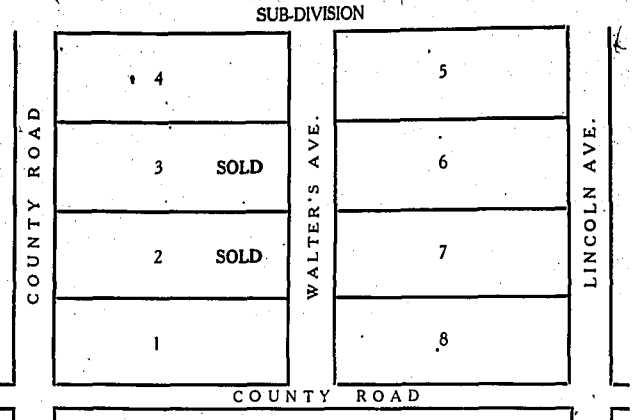 SUB-DIVISION
COUNTY ROAD
4
3 SOLD
2 SOLD
1
WALTER'S AVE.
5
6
7
8
LINCOLN AVE.
COUNTY ROAD